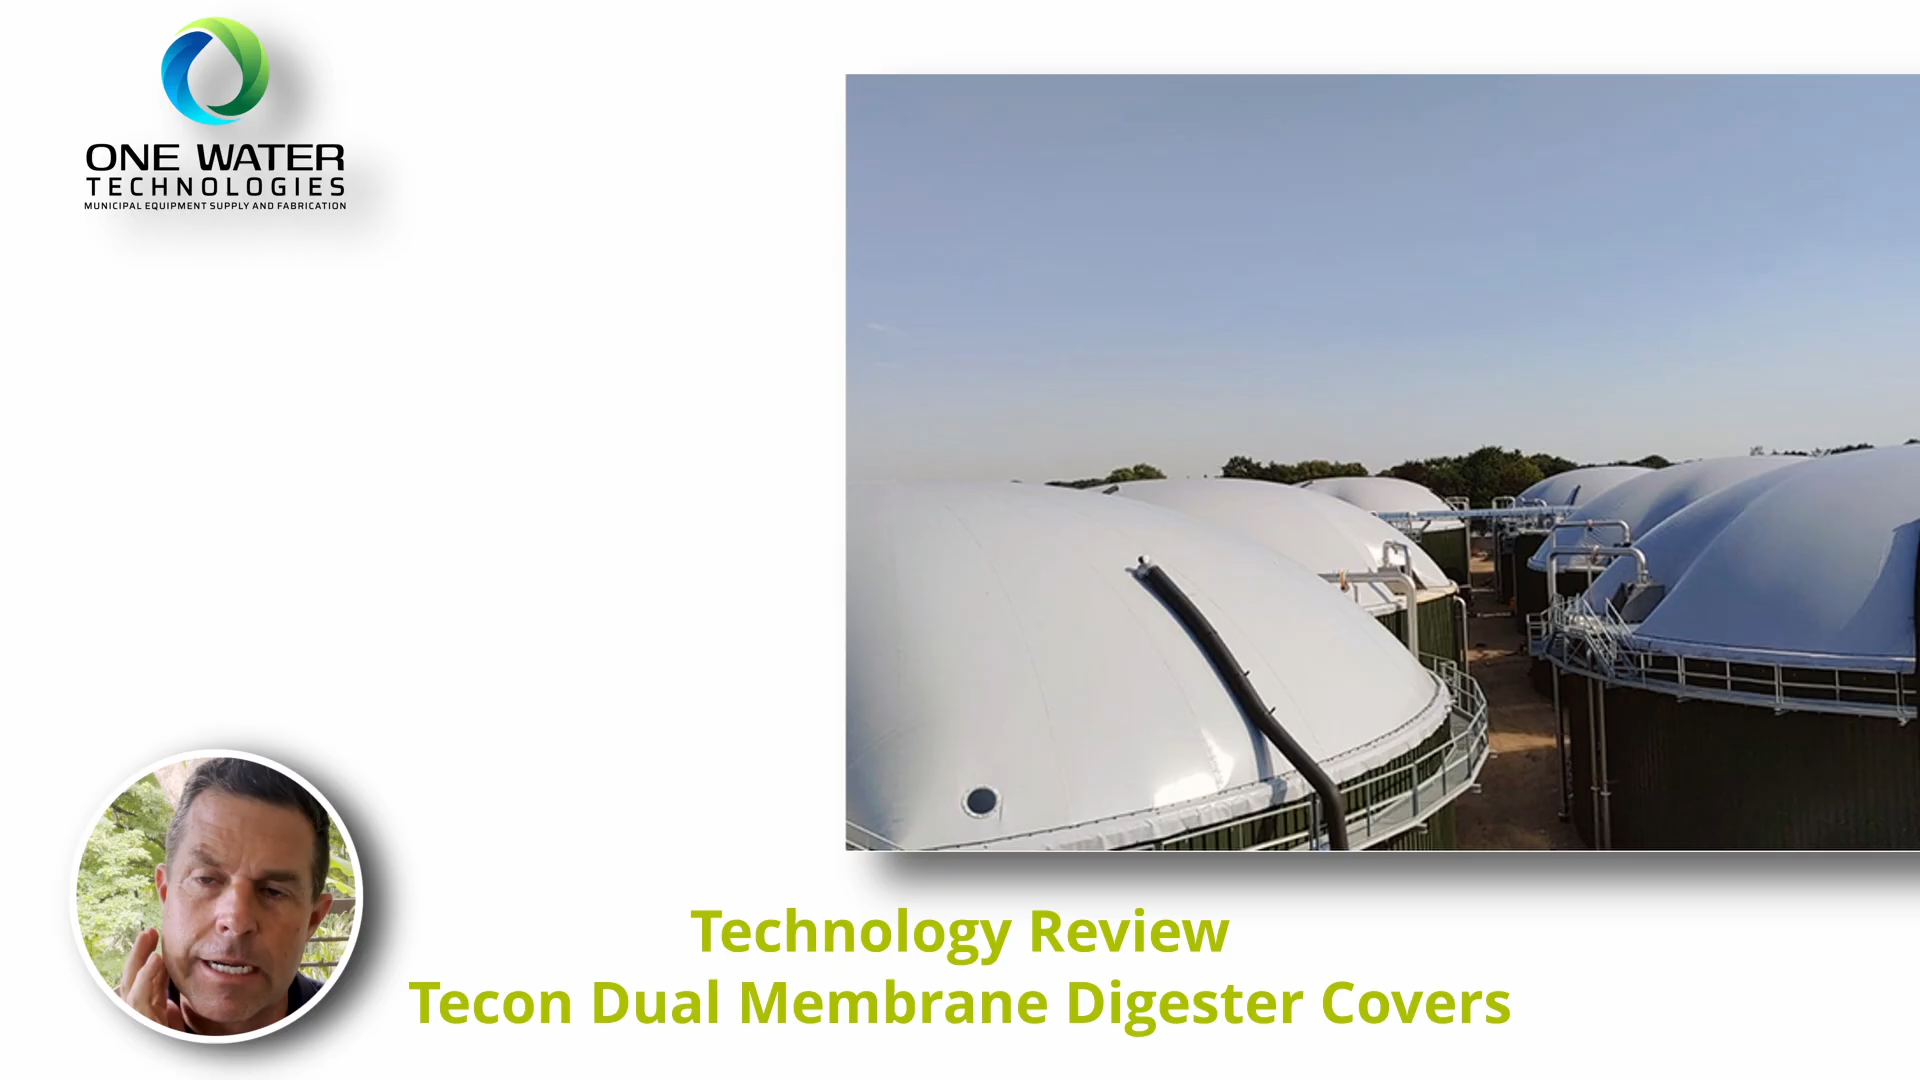 ONE WATER
TECHNOLOGIES
MUNICIPAL EQUIPMENT SUPPLY AND FABRICATION
Technology Review
Tecon Dual Membrane Digester Covers